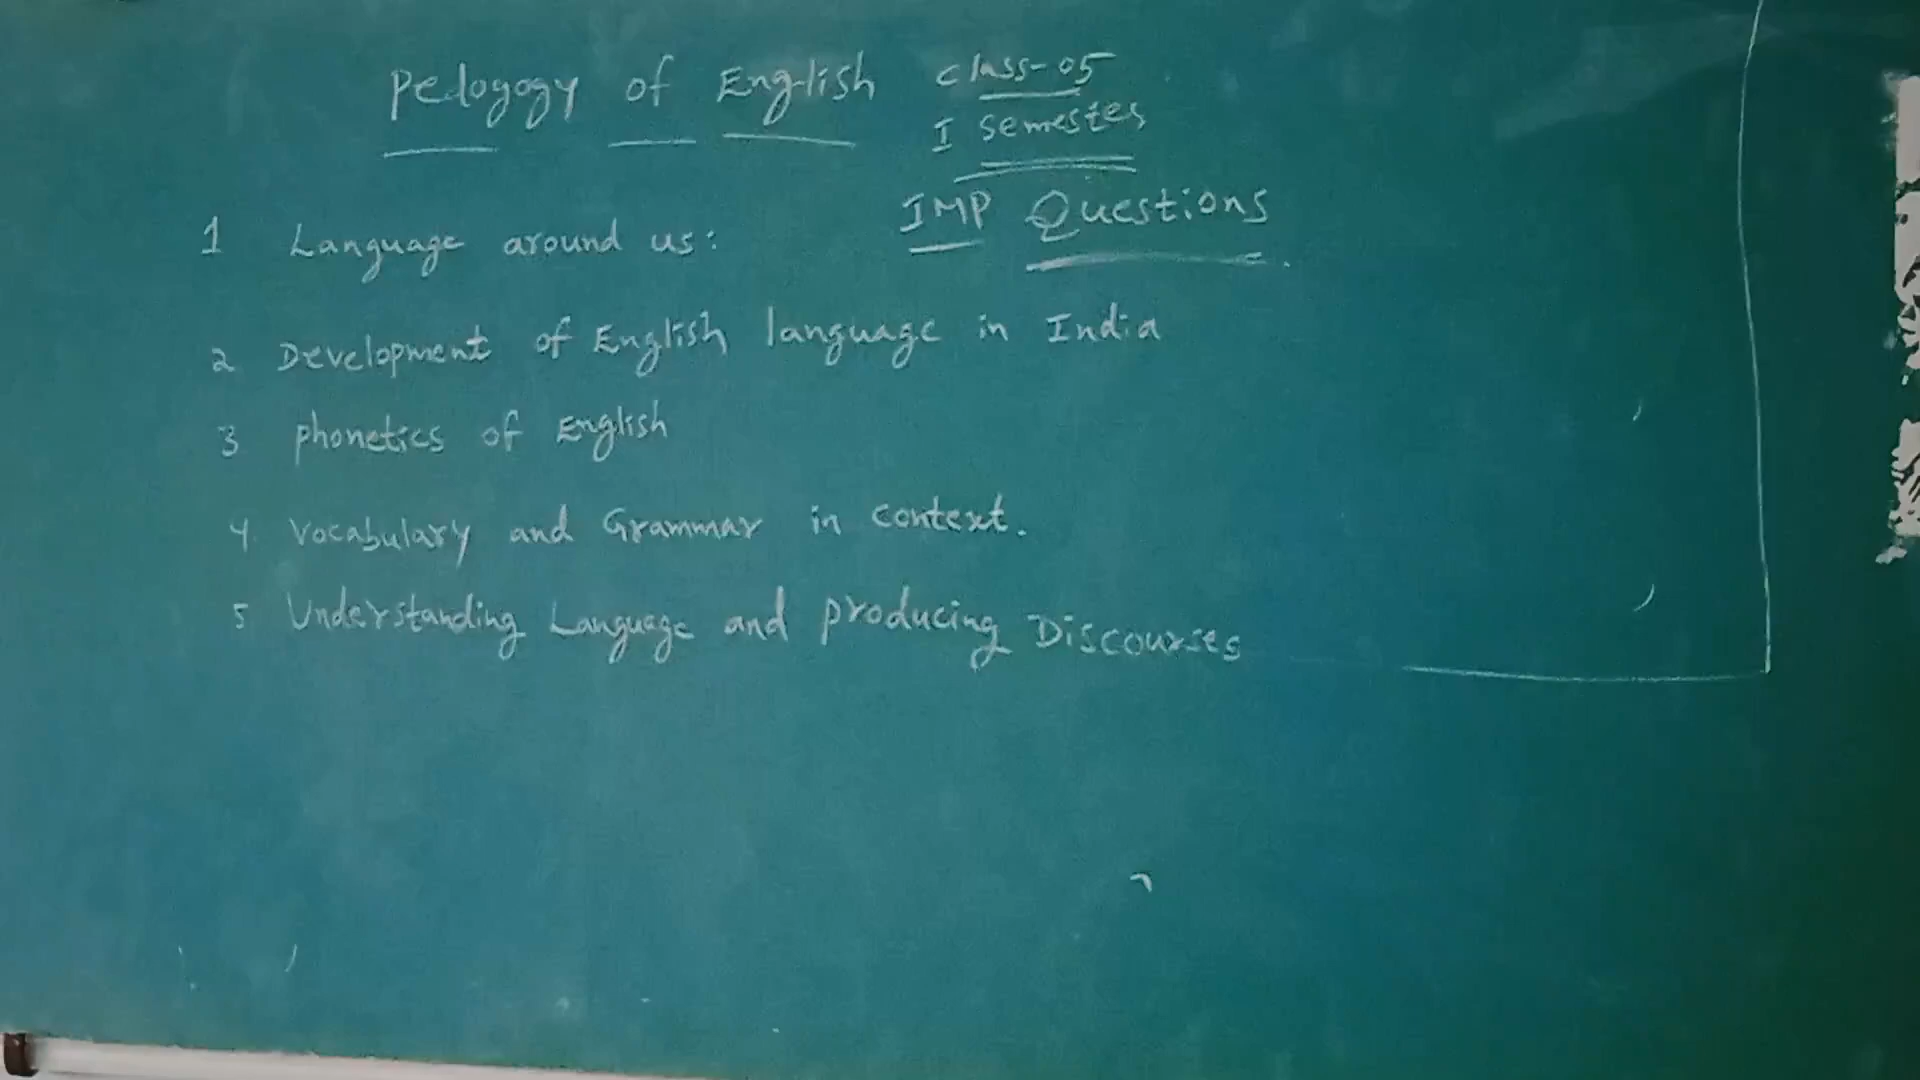 Pedogogy of English class-05
I Semester
IMP Questions
1 Language around us:
2 Development of English language in India
3 phonetics of English
4 Vocabulary and Grammar in context.
5 Understanding Language and producing Discourses